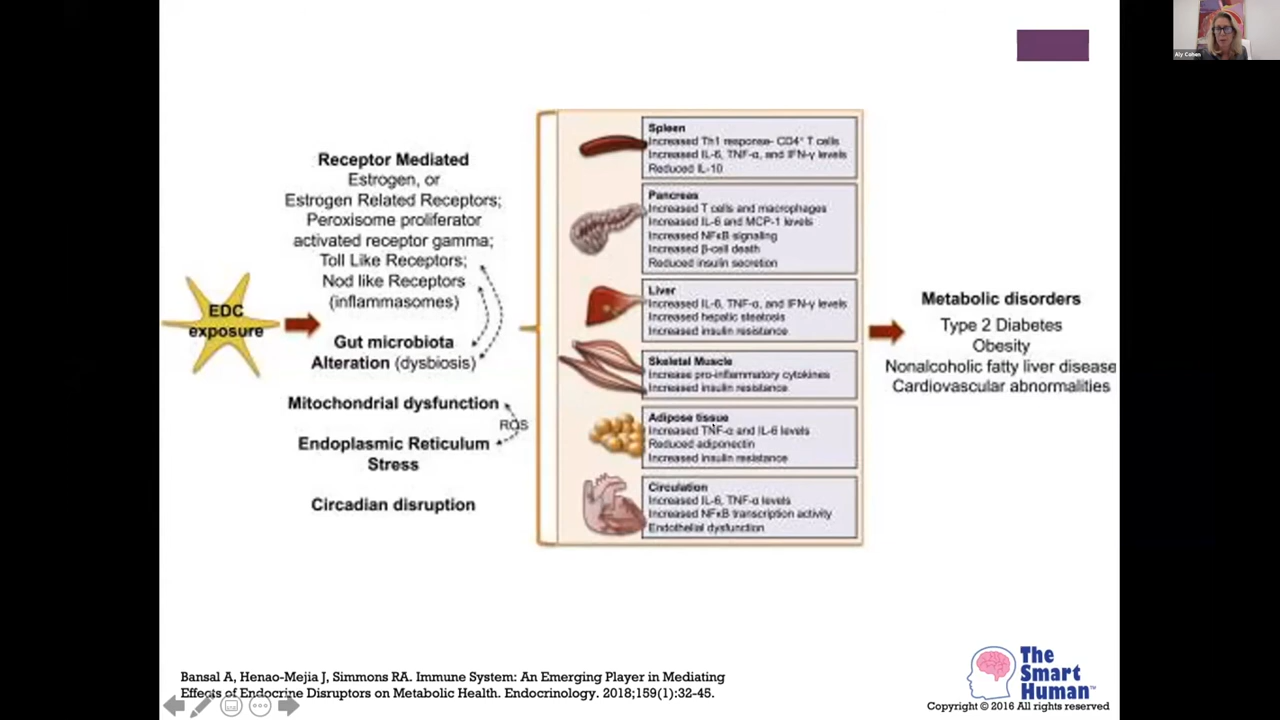 Aly Cohen
Receptor Mediated
Estrogen, or
Estrogen Related Receptors;
Peroxisome proliferator
activated receptor gamma;
Toll Like Receptors;
Nod like Receptors
(inflammasomes)
EDC
exposure
Gut microbiota
Alteration (dysbiosis)
Mitochondrial dysfunction
ROS
Endoplasmic Reticulum
Stress
Circadian disruption
Spleen
Increased Th1 response- CD4⁺ T cells
Increased IL-6, TNF-α, and IFN-γ levels
Reduced IL-10
Pancreas
Increased T cells and macrophages
Increased IL-6 and MCP-1 levels
Increased NFκB signaling
Increased β-cell death
Reduced insulin secretion
Liver
Increased IL-6, TNF-α, and IFN-γ levels
Increased hepatic steatosis
Increased insulin resistance
Skeletal Muscle
Increase pro-inflammatory cytokines
Increased insulin resistance
Adipose tissue
Increased TNF-α and IL-6 levels
Reduced adiponectin
Increased insulin resistance
Circulation
Increased IL-6, TNF-α levels
Increased NFκB transcription activity
Endothelial dysfunction
Metabolic disorders
Type 2 Diabetes
Obesity
Nonalcoholic fatty liver disease
Cardiovascular abnormalities
Bansal A, Henao-Mejia J, Simmons RA. Immune System: An Emerging Player in Mediating
Effects of Endocrine Disruptors on Metabolic Health. Endocrinology. 2018;159(1):32-45.
The
Smart
Human™
Copyright © 2016 All rights reserved